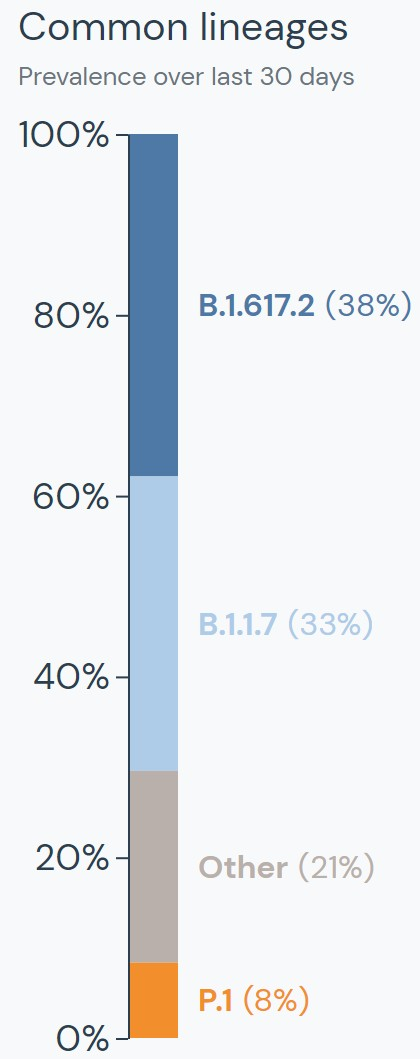 Common lineages
Prevalence over last 30 days
100%
80%
B.1.617.2 (38%)
60%
B.1.1.7 (33%)
40%
20%
Other (21%)
P.1 (8%)
0%